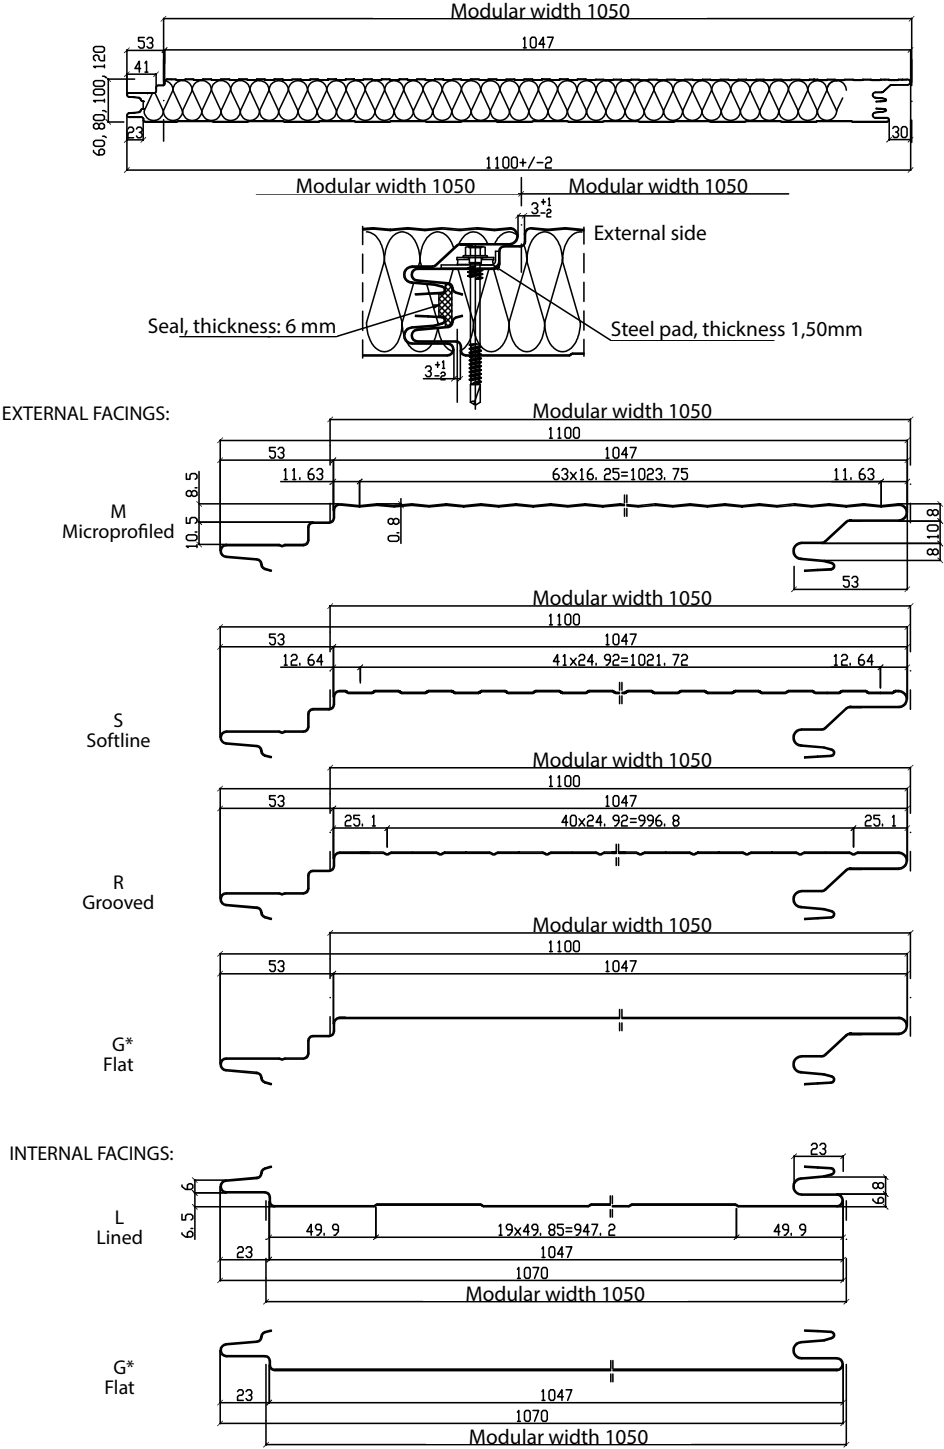 Modular width 1050
53
1047
41
60, 80, 100, 120
23
30
1100+/-2
Modular width 1050
Modular width 1050
3 +1 -2
External side
Seal, thickness: 6 mm
Steel pad, thickness 1,50mm
3 +1 -2
EXTERNAL FACINGS:
Modular width 1050
1100
53
1047
11. 63
63x16. 25=1023. 75
11. 63
8. 5
M
Microprofiled
10. 5
0. 8
8
10. 8
8
53
Modular width 1050
1100
53
1047
12. 64
41x24. 92=1021. 72
12. 64
S
Softline
Modular width 1050
1100
53
1047
25. 1
40x24. 92=996. 8
25. 1
R
Grooved
Modular width 1050
1100
53
1047
G*
Flat
INTERNAL FACINGS:
23
6
8
6
6. 5
L
Lined
49. 9
19x49. 85=947. 2
49. 9
23
1047
1070
Modular width 1050
G*
Flat
23
1047
1070
Modular width 1050